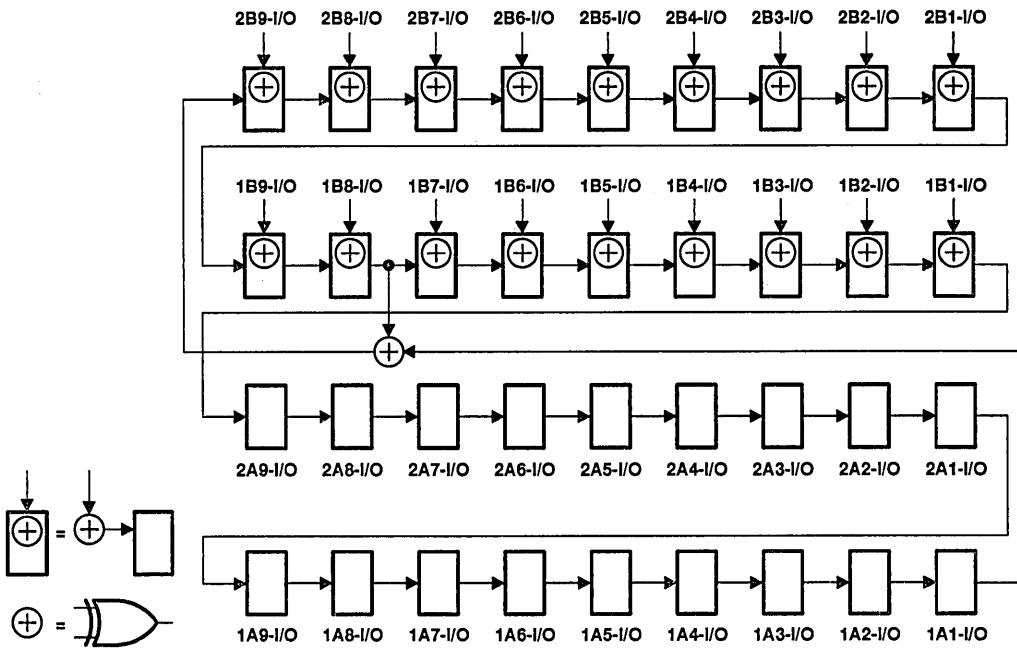 2B9-I/O 2B8-I/O 2B7-I/O 2B6-I/O 2B5-I/O 2B4-I/O 2B3-I/O 2B2-I/O 2B1-I/O
1B9-I/O 1B8-I/O 1B7-I/O 1B6-I/O 1B5-I/O 1B4-I/O 1B3-I/O 1B2-I/O 1B1-I/O
2A9-I/O 2A8-I/O 2A7-I/O 2A6-I/O 2A5-I/O 2A4-I/O 2A3-I/O 2A2-I/O 2A1-I/O
=
=
1A9-I/O 1A8-I/O 1A7-I/O 1A6-I/O 1A5-I/O 1A4-I/O 1A3-I/O 1A2-I/O 1A1-I/O